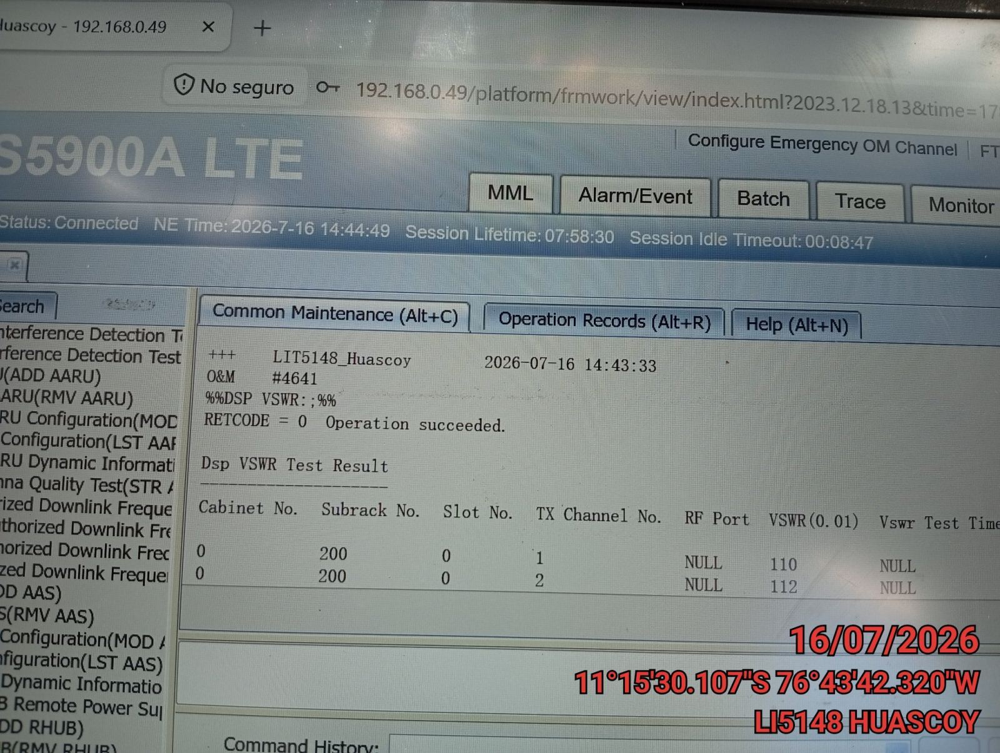 Huascoy - 192.168.0.49 × +
No seguro 192.168.0.49/platform/frmwork/view/index.html?2023.12.18.13&time=17
Configure Emergency OM Channel
S5900A LTE
MML Alarm/Event Batch Trace Monitor
Status: Connected NE Time: 2026-7-16 14:44:49 Session Lifetime: 07:58:30 Session Idle Timeout: 00:08:47
Search
Common Maintenance (Alt+C) Operation Records (Alt+R) Help (Alt+N)
nterference Detection T
rference Detection Test
(ADD AARU)
ARU(RMV AARU)
RU Configuration(MOD
Configuration(LST AAR
RU Dynamic Informati
nna Quality Test(STR A
rized Downlink Freque
thorized Downlink Fre
horized Downlink Frec
zed Downlink Freque
DD AAS)
S(RMV AAS)
Configuration(MOD A
nfiguration(LST AAS)
Dynamic Informatio
B Remote Power Sup
DD RHUB)
B(RMV RHUB)
+++ LIT5148_Huascoy 2026-07-16 14:43:33
O&M #4641
%%DSP VSWR:;%%
RETCODE = 0 Operation succeeded.
Dsp VSWR Test Result
--------------------
Cabinet No. Subrack No. Slot No. TX Channel No. RF Port VSWR(0.01) Vswr Test Time
0 200 0 1 NULL 110 NULL
0 200 0 2 NULL 112 NULL
Command History:
16/07/2026
11°15'30.107"S 76°43'42.320"W
LI5148 HUASCOY